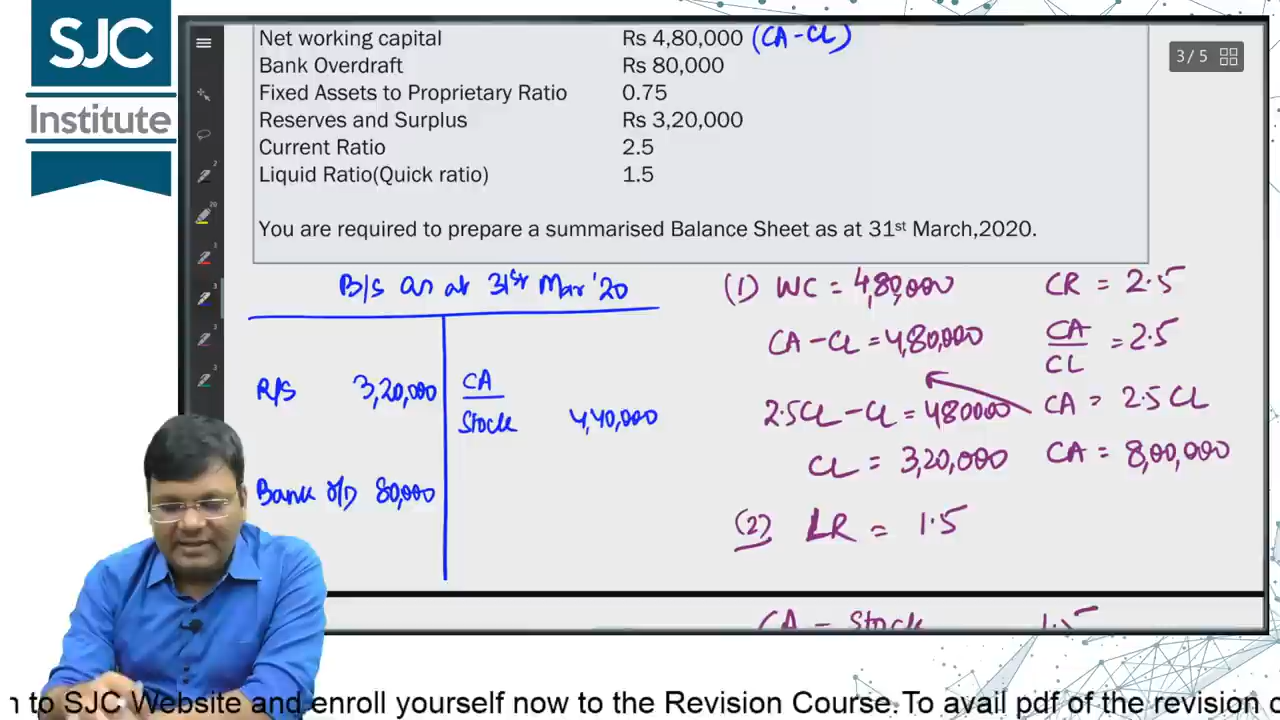 SJC
Institute
3/5
Net working capital Rs 4,80,000 (CA-CL)
Bank Overdraft Rs 80,000
Fixed Assets to Proprietary Ratio 0.75
Reserves and Surplus Rs 3,20,000
Current Ratio 2.5
Liquid Ratio(Quick ratio) 1.5
You are required to prepare a summarised Balance Sheet as at 31st March,2020.
B/S as at 31st Mar '20
R/S 3,20,000 CA
Stock 4,40,000
Bank O/D 80,000
(1) WC = 4,80,000 CR = 2.5
CA-CL = 4,80,000 CA/CL = 2.5
2.5CL-CL = 480000 CA = 2.5CL
CL = 3,20,000 CA = 8,00,000
(2) LR = 1.5
CA - Stock 1.5
n to SJC Website and enroll yourself now to the Revision Course.To avail pdf of the revision c